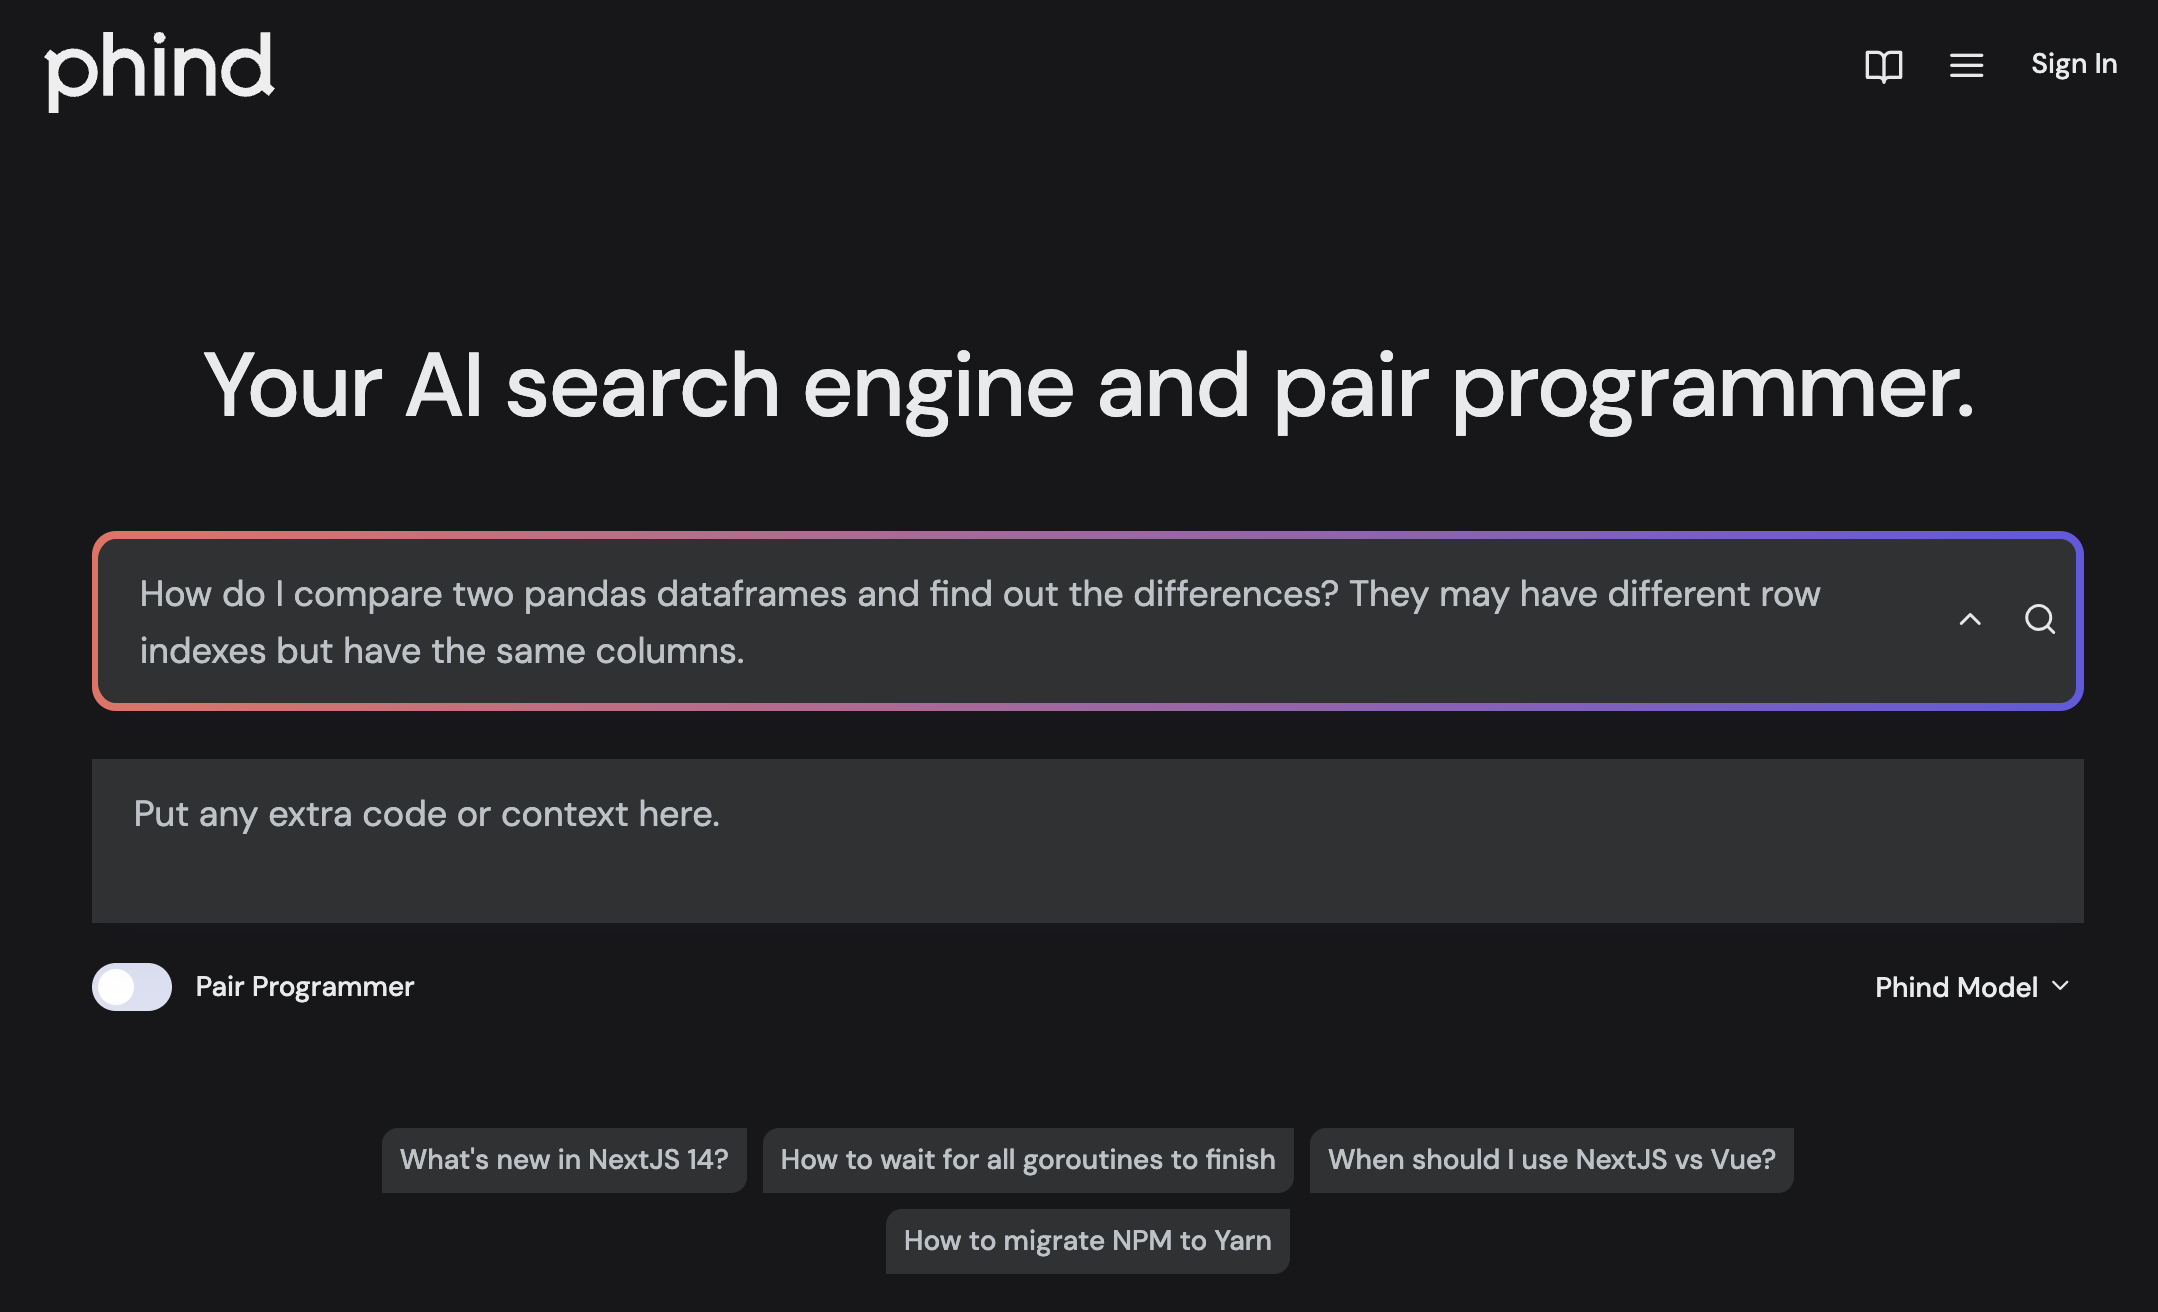 phind
Sign In
Your AI search engine and pair programmer.
How do I compare two pandas dataframes and find out the differences? They may have different row
indexes but have the same columns.
Put any extra code or context here.
Pair Programmer
Phind Model
What's new in NextJS 14?
How to wait for all goroutines to finish
When should I use NextJS vs Vue?
How to migrate NPM to Yarn